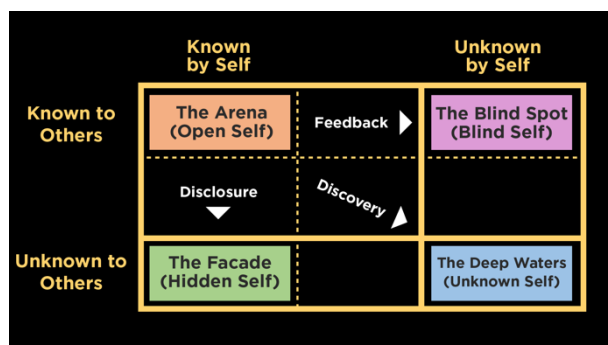 Known
by Self
Unknown
by Self
Known to
Others
The Arena
(Open Self)
Feedback
The Blind Spot
(Blind Self)
Disclosure
Discovery
Unknown to
Others
The Facade
(Hidden Self)
The Deep Waters
(Unknown Self)